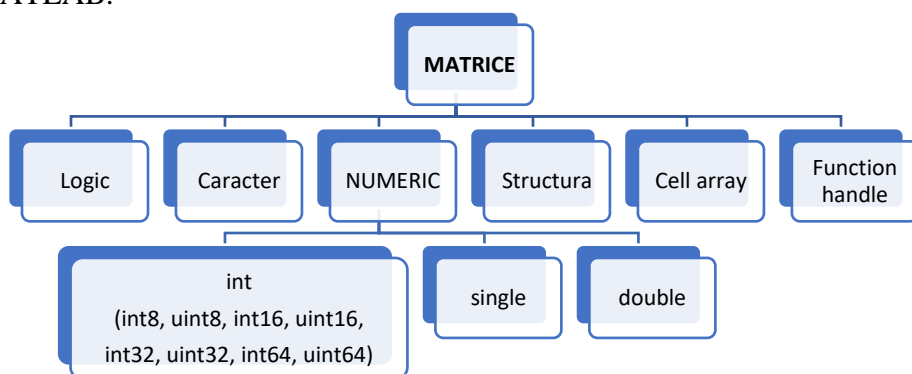 MATRICE
Logic
Caracter
NUMERIC
Structura
Cell array
Function
handle
int
(int8, uint8, int16, uint16,
int32, uint32, int64, uint64)
single
double